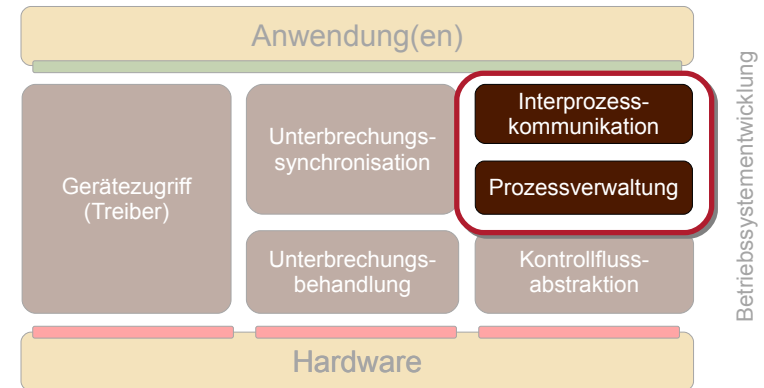 Anwendung(en)
Gerätezugriff
(Treiber)
Unterbrechungs-
synchronisation
Unterbrechungs-
behandlung
Interprozess-
kommunikation
Prozessverwaltung
Kontrollfluss-
abstraktion
Hardware
Betriebssystementwicklung